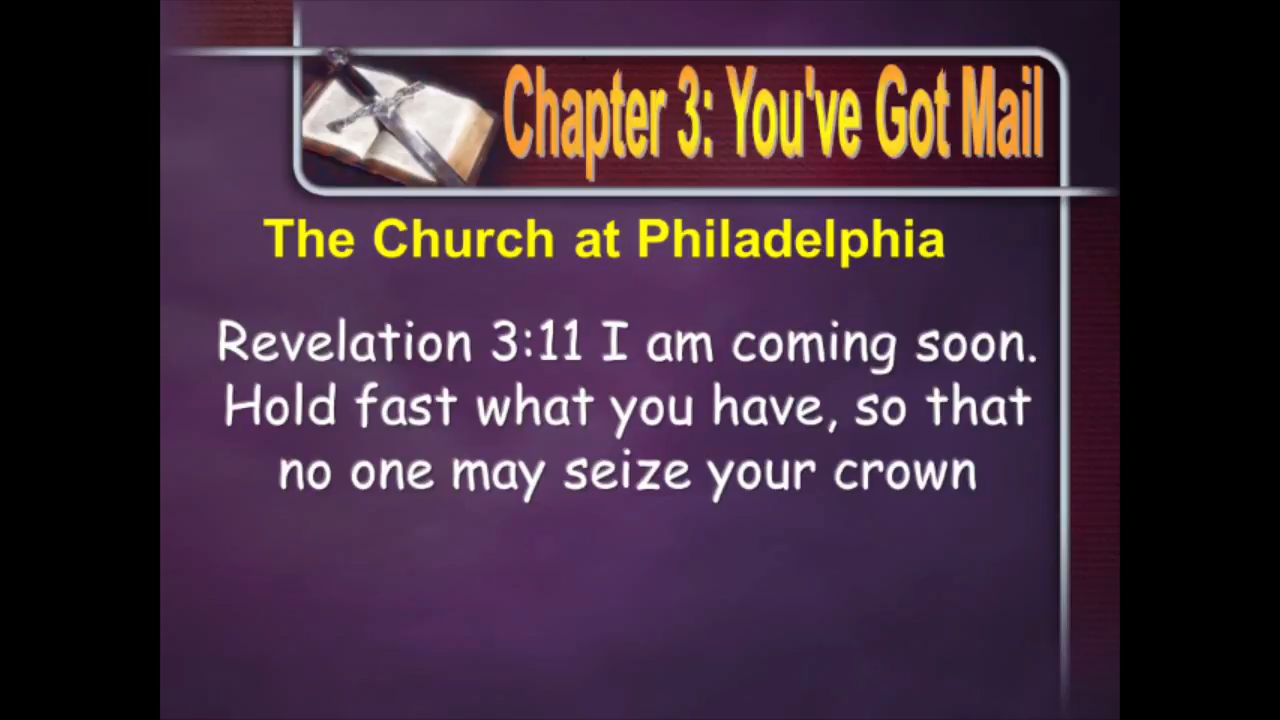 Chapter 3: You've Got Mail
The Church at Philadelphia
Revelation 3:11 I am coming soon.
Hold fast what you have, so that
no one may seize your crown